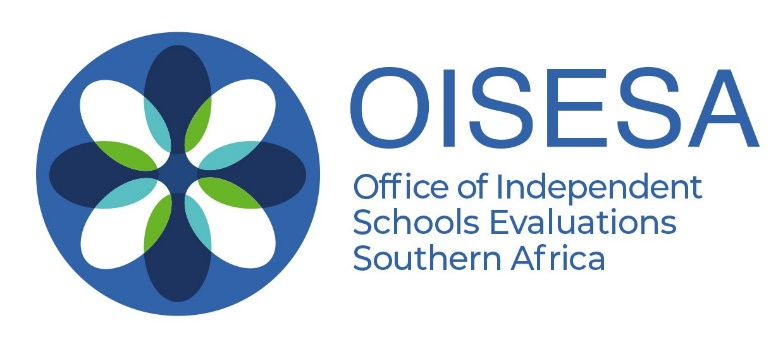 OISESA
Office of Independent
Schools Evaluations
Southern Africa